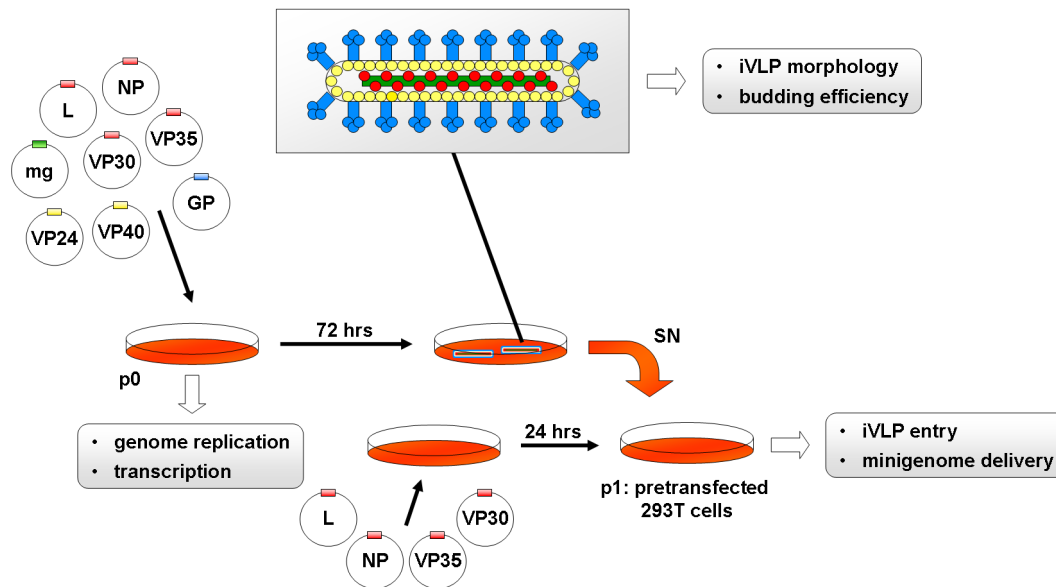 NP
L
VP35
VP30
mg
GP
VP24
VP40
• iVLP morphology
• budding efficiency
72 hrs
SN
p0
• genome replication
• transcription
24 hrs
• iVLP entry
• minigenome delivery
p1: pretransfected
293T cells
L
VP30
NP
VP35